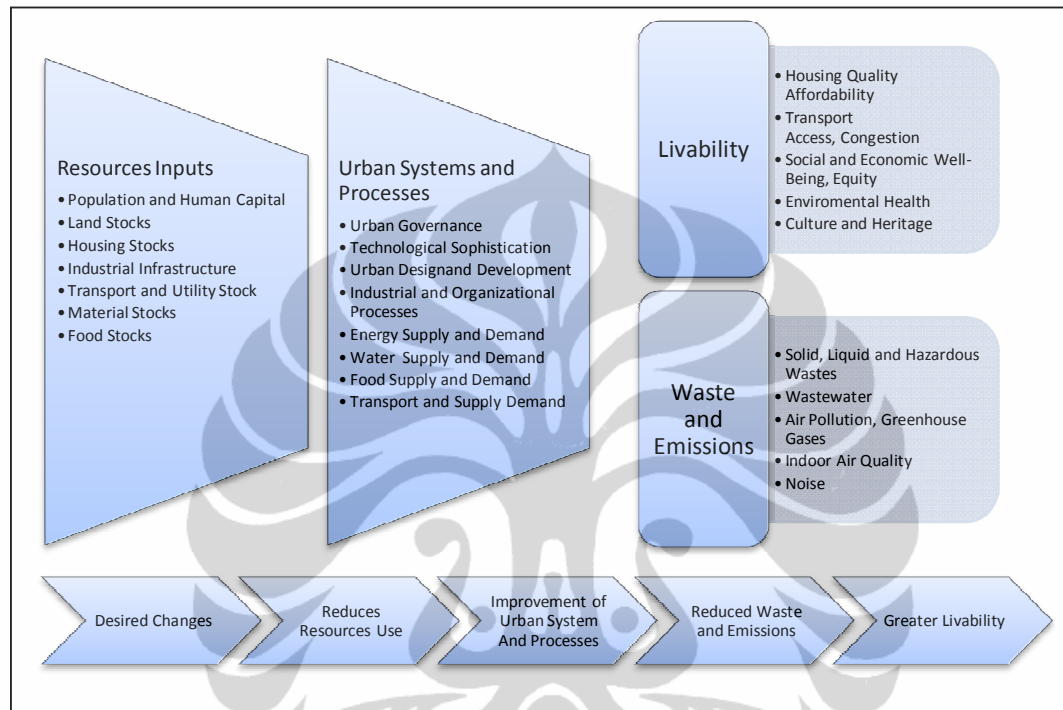 Resources Inputs
• Population and Human Capital
• Land Stocks
• Housing Stocks
• Industrial Infrastructure
• Transport and Utility Stock
• Material Stocks
• Food Stocks
Urban Systems and
Processes
• Urban Governance
• Technological Sophistication
• Urban Designand Development
• Industrial and Organizational
Processes
• Energy Supply and Demand
• Water Supply and Demand
• Food Supply and Demand
• Transport and Supply Demand
Livability
• Housing Quality
Affordability
• Transport
Access, Congestion
• Social and Economic Well-
Being, Equity
• Enviromental Health
• Culture and Heritage
Waste
and
Emissions
• Solid, Liquid and Hazardous
Wastes
• Wastewater
• Air Pollution, Greenhouse
Gases
• Indoor Air Quality
• Noise
Desired Changes
Reduces
Resources Use
Improvement of
Urban System
And Processes
Reduced Waste
and Emissions
Greater Livability